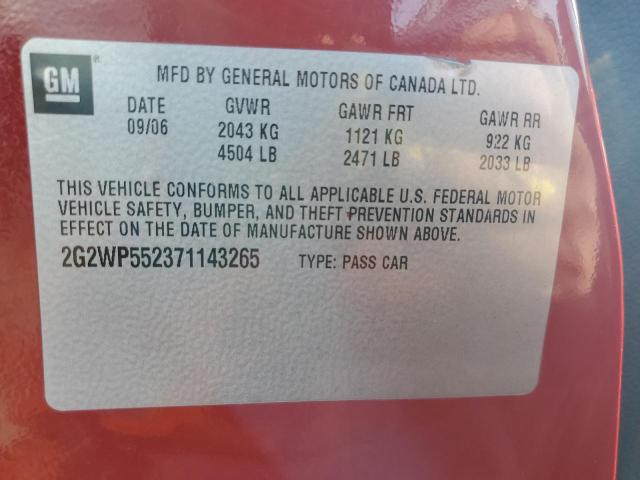 GM®
MFD BY GENERAL MOTORS OF CANADA LTD.
DATE GVWR GAWR FRT GAWR RR
09/06 2043 KG 1121 KG 922 KG
4504 LB 2471 LB 2033 LB
THIS VEHICLE CONFORMS TO ALL APPLICABLE U.S. FEDERAL MOTOR
VEHICLE SAFETY, BUMPER, AND THEFT PREVENTION STANDARDS IN
EFFECT ON THE DATE OF MANUFACTURE SHOWN ABOVE.
2G2WP552371143265 TYPE: PASS CAR